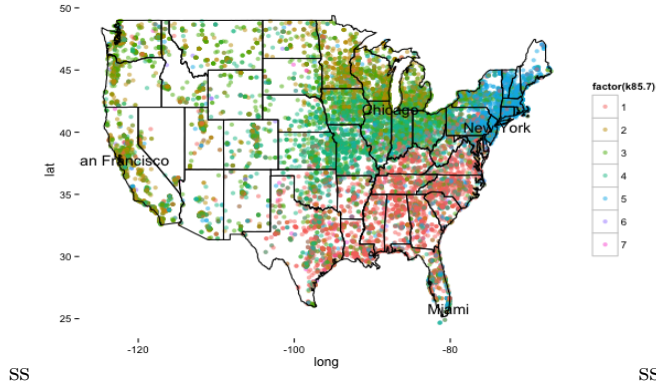 50
45
40
35
30
25
lat
-120
-100
-80
long
Chicago
New York
an Francisco
Miami
factor(k85.7)
1
2
3
4
5
6
7
SS
SS